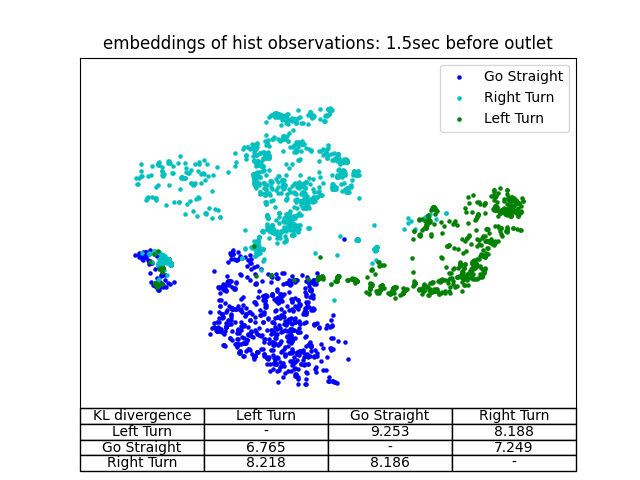 embeddings of hist observations: 1.5sec before outlet
Go Straight
Right Turn
Left Turn
KL divergence Left Turn Go Straight Right Turn
Left Turn - 9.253 8.188
Go Straight 6.765 - 7.249
Right Turn 8.218 8.186 -